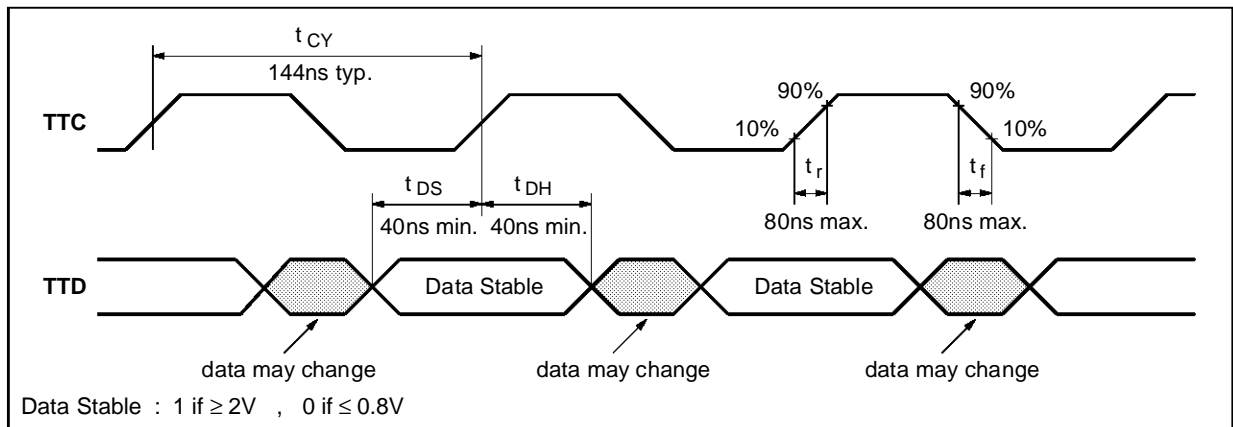 t CY
144ns typ.
TTC
90%
90%
10%
10%
t r
t f
80ns max.
80ns max.
t DS
t DH
40ns min.
40ns min.
TTD
Data Stable
Data Stable
data may change
data may change
data may change
Data Stable : 1 if ≥ 2V , 0 if ≤ 0.8V